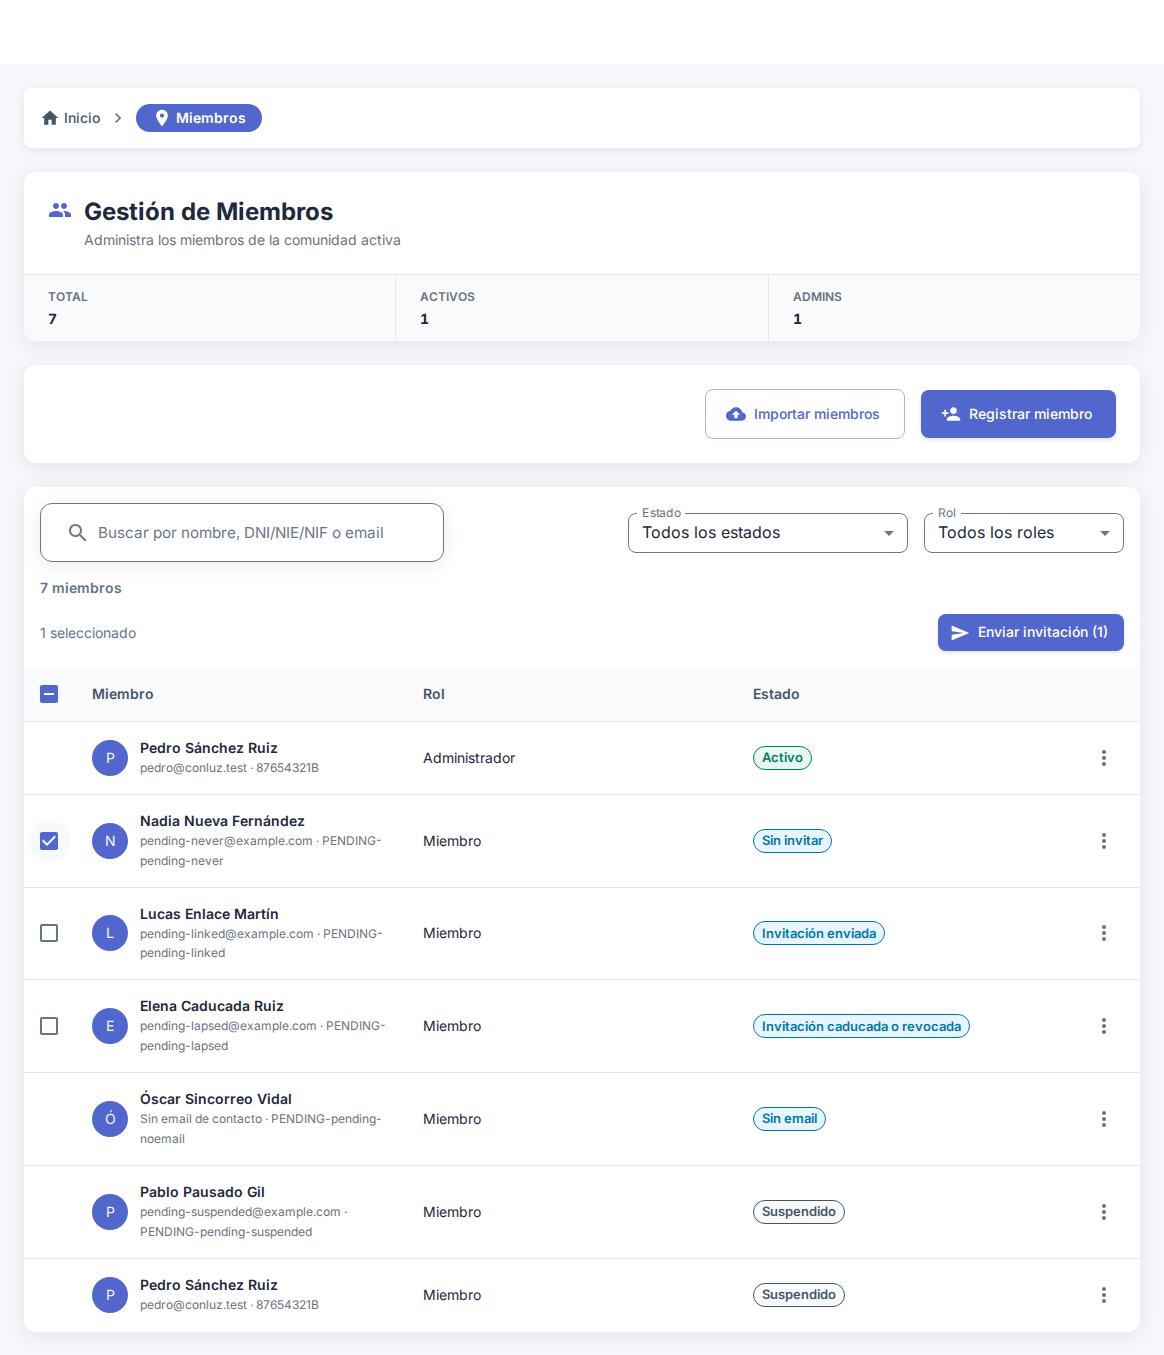 Inicio
Miembros
Gestión de Miembros
Administra los miembros de la comunidad activa
TOTAL
7
ACTIVOS
1
ADMINS
1
Importar miembros
Registrar miembro
Buscar por nombre, DNI/NIE/NIF o email
Estado
Todos los estados
Rol
Todos los roles
7 miembros
1 seleccionado
Enviar invitación (1)
Miembro Rol Estado
P
Pedro Sánchez Ruiz
pedro@conluz.test · 87654321B
Administrador
Activo
N
Nadia Nueva Fernández
pending-never@example.com · PENDING-
pending-never
Miembro
Sin invitar
L
Lucas Enlace Martín
pending-linked@example.com · PENDING-
pending-linked
Miembro
Invitación enviada
E
Elena Caducada Ruiz
pending-lapsed@example.com · PENDING-
pending-lapsed
Miembro
Invitación caducada o revocada
Ó
Óscar Sincorreo Vidal
Sin email de contacto · PENDING-pending-
noemail
Miembro
Sin email
P
Pablo Pausado Gil
pending-suspended@example.com ·
PENDING-pending-suspended
Miembro
Suspendido
P
Pedro Sánchez Ruiz
pedro@conluz.test · 87654321B
Miembro
Suspendido